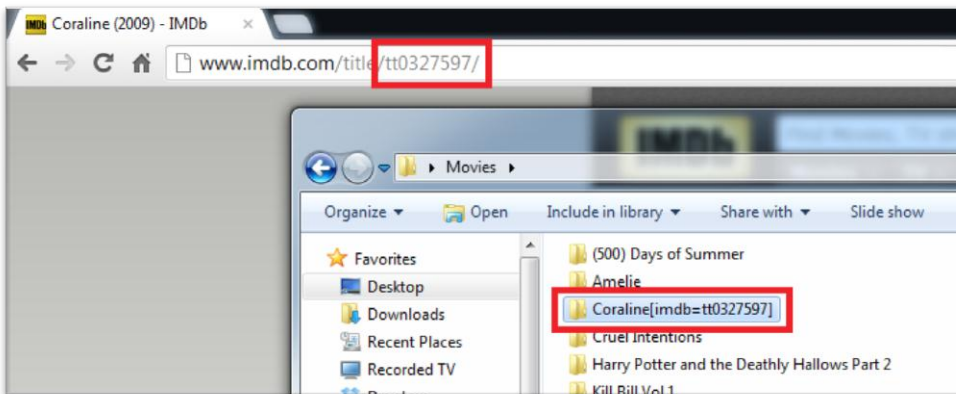 IMDb Coraline (2009) - IMDb ×
www.imdb.com/title/tt0327597/
IMDb
Movies
Organize Open Include in library Share with Slide show
Favorites
Desktop
Downloads
Recent Places
Recorded TV
(500) Days of Summer
Amelie
Coraline[imdb=tt0327597]
Cruel Intentions
Harry Potter and the Deathly Hallows Part 2
Kill Bill Vol 1